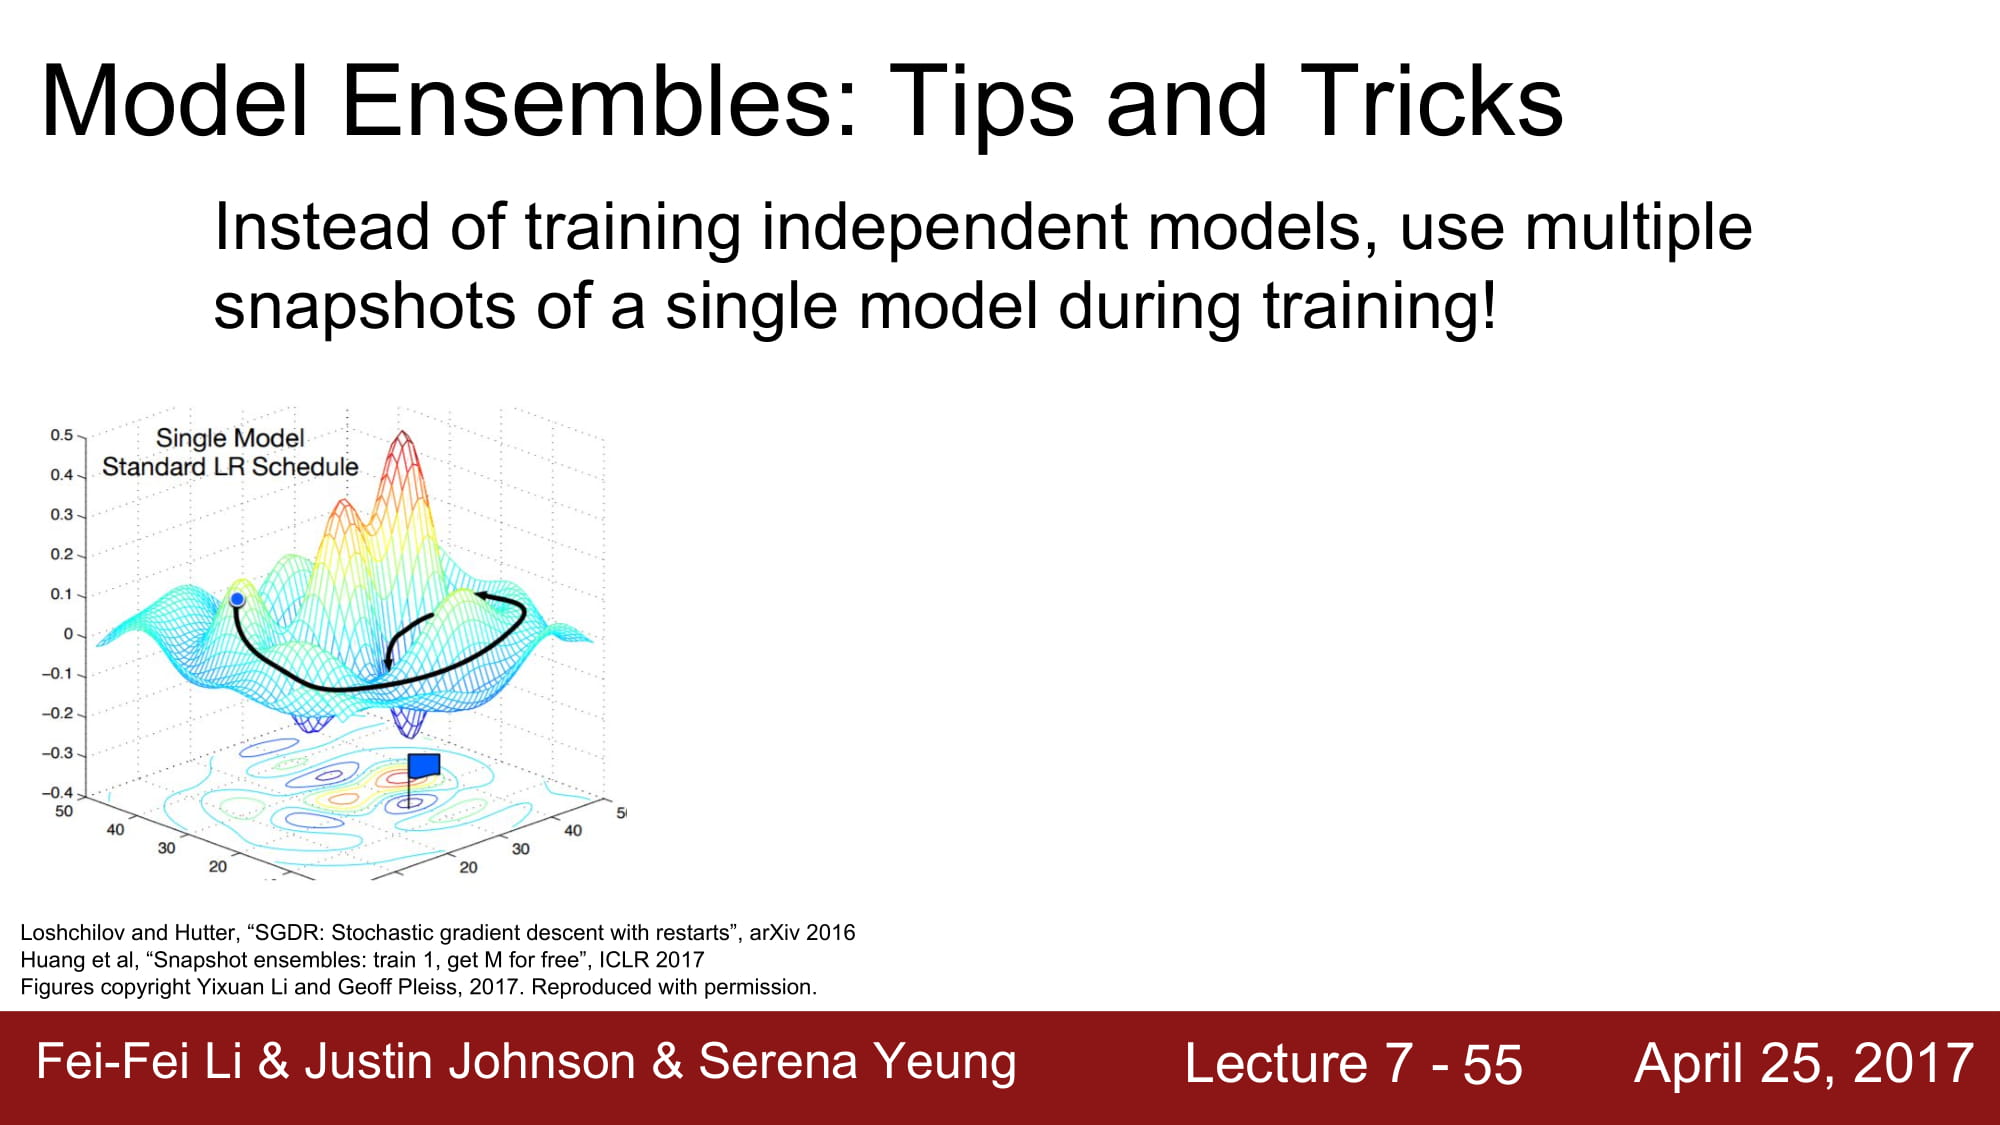 Model Ensembles: Tips and Tricks
Instead of training independent models, use multiple
snapshots of a single model during training!
Single Model
Standard LR Schedule
0.5
0.4
0.3
0.2
0.1
0
−0.1
−0.2
−0.3
−0.4
50
40
30
20
20
30
40
Loshchilov and Hutter, “SGDR: Stochastic gradient descent with restarts”, arXiv 2016
Huang et al, “Snapshot ensembles: train 1, get M for free”, ICLR 2017
Figures copyright Yixuan Li and Geoff Pleiss, 2017. Reproduced with permission.
Fei-Fei Li & Justin Johnson & Serena Yeung
Lecture 7 - 55
April 25, 2017